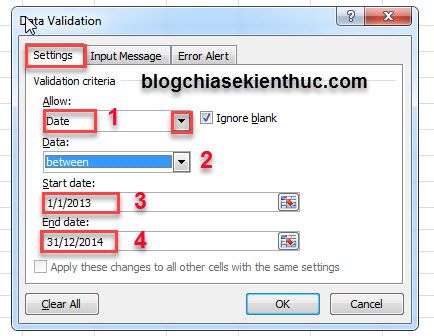 Data Validation
Settings
Input Message
Error Alert
Validation criteria
blogchiasekienthuc.com
Allow:
Date
1
Ignore blank
Data:
between
2
Start date:
1/1/2013
3
End date:
31/12/2014
4
Apply these changes to all other cells with the same settings
Clear All
OK
Cancel